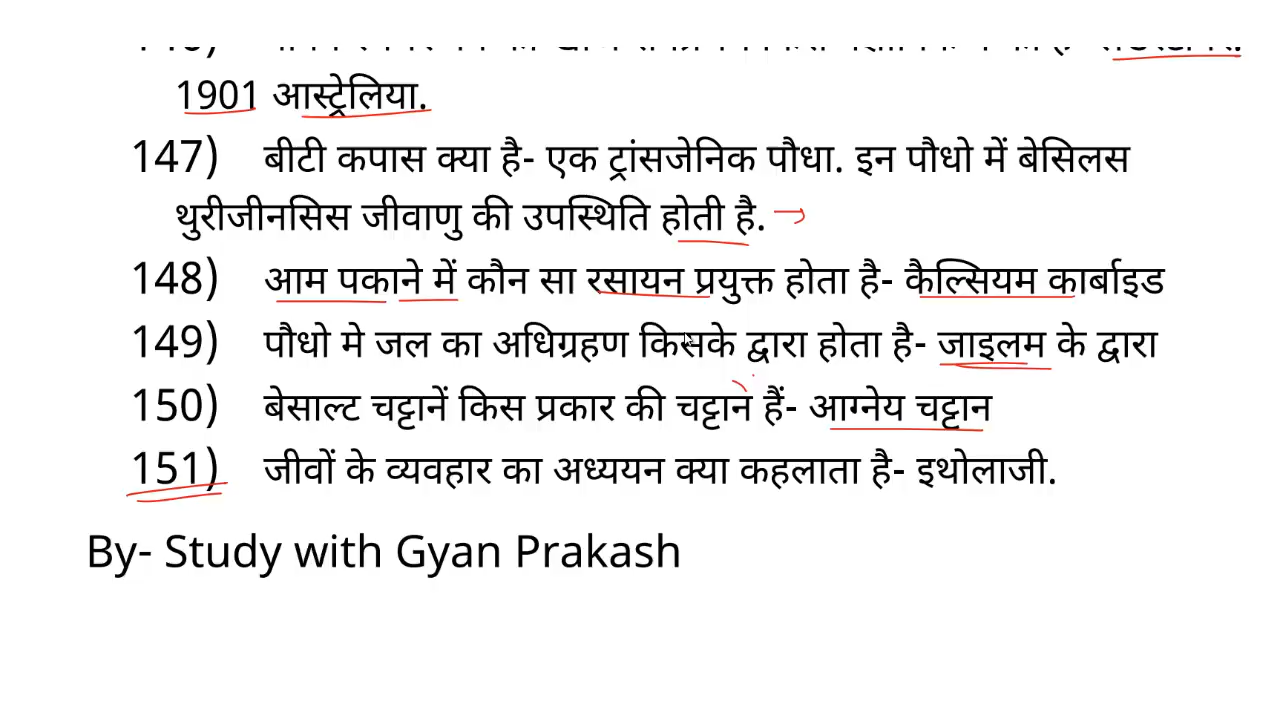 1901 आस्ट्रेलिया.
147) बीटी कपास क्या है- एक ट्रांसजेनिक पौधा. इन पौधो में बेसिलस
थुरीजीनसिस जीवाणु की उपस्थिति होती है.
148) आम पकाने में कौन सा रसायन प्रयुक्त होता है- कैल्सियम कार्बाइड
149) पौधो मे जल का अधिग्रहण किसके द्वारा होता है- जाइलम के द्वारा
150) बेसाल्ट चट्टानें किस प्रकार की चट्टान हैं- आग्नेय चट्टान
151) जीवों के व्यवहार का अध्ययन क्या कहलाता है- इथोलाजी.
By- Study with Gyan Prakash